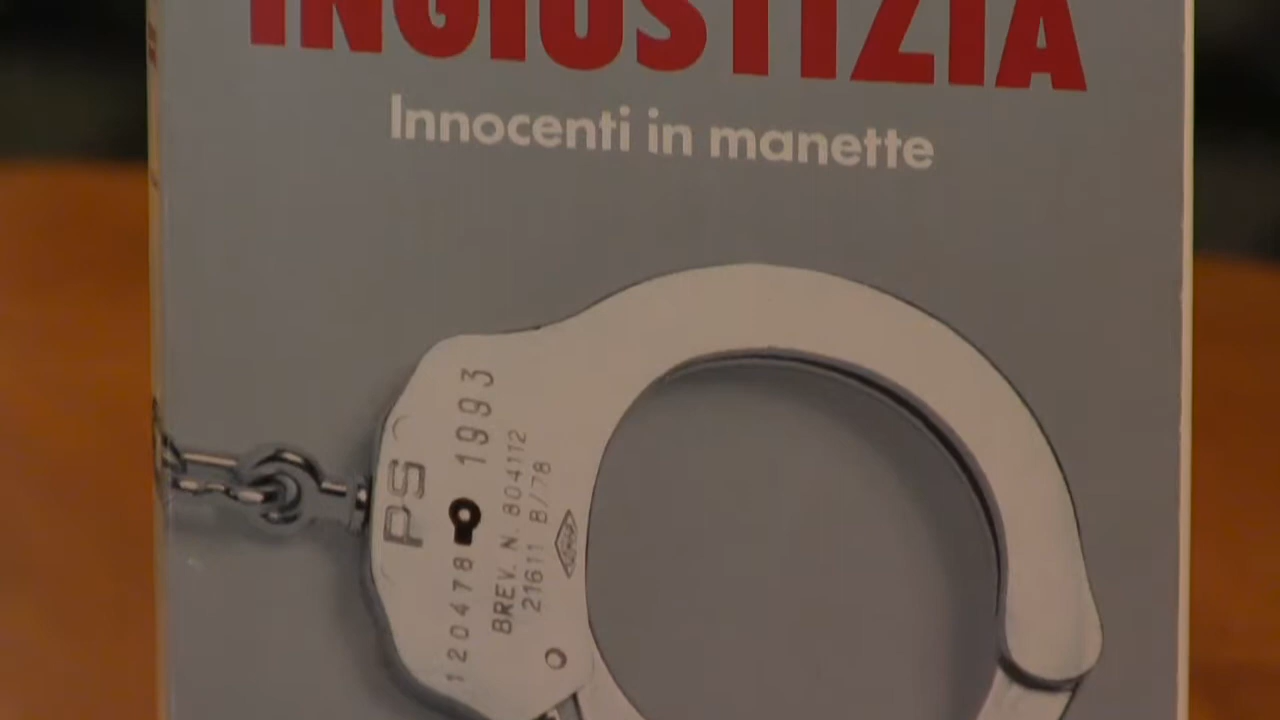 INGIUSTIZIA
Innocenti in manette
PS
120478 1993
BREV. N. 804112
21611 B/78